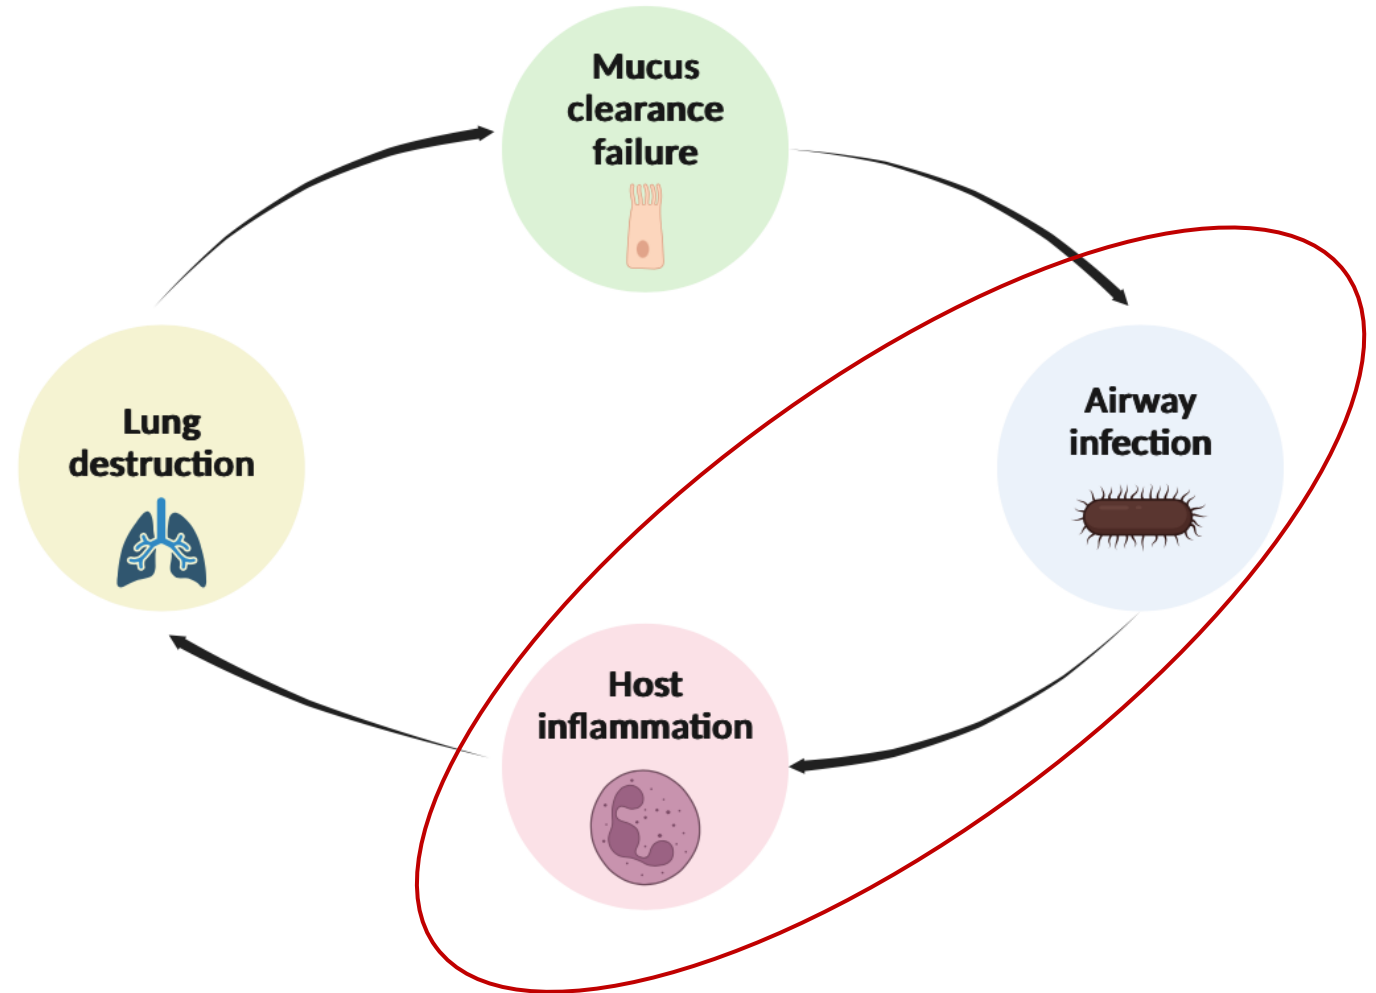 Mucus
clearance
failure
Airway
infection
Host
inflammation
Lung
destruction